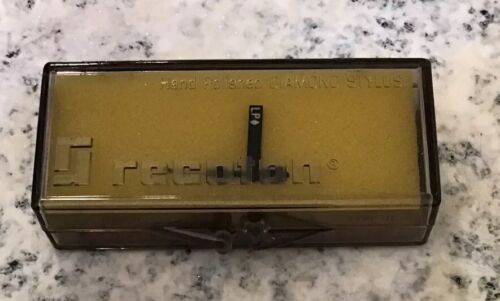 Hand Polished DIAMOND STYLUS
LP
recoton®